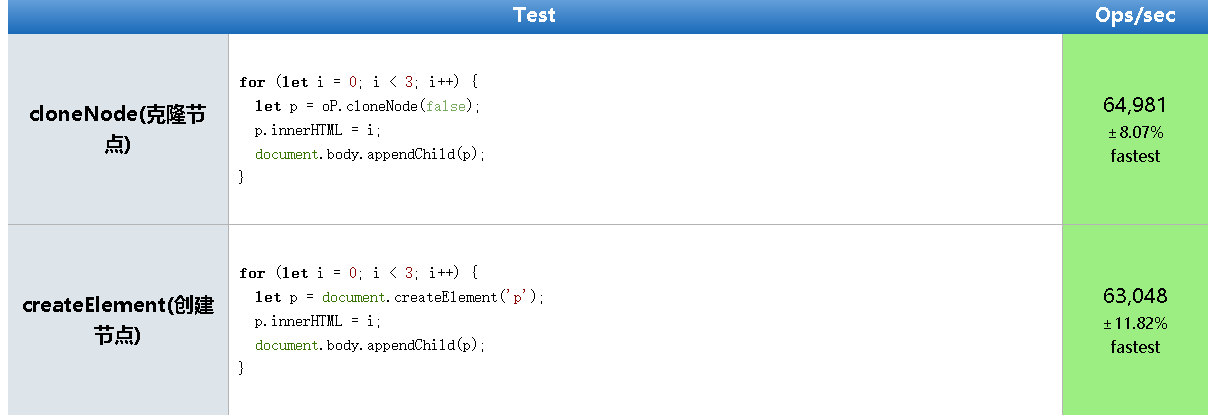 Test Ops/sec
cloneNode(克隆节
点)
for (let i = 0; i < 3; i++) {
  let p = oP.cloneNode(false);
  p.innerHTML = i;
  document.body.appendChild(p);
}
64,981
±8.07%
fastest
createElement(创建
节点)
for (let i = 0; i < 3; i++) {
  let p = document.createElement('p');
  p.innerHTML = i;
  document.body.appendChild(p);
}
63,048
±11.82%
fastest